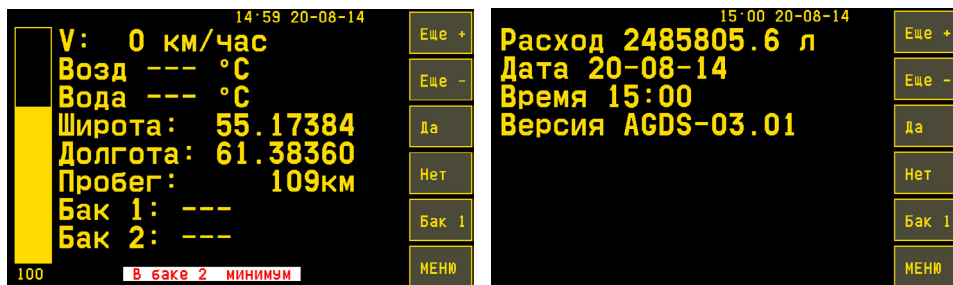 14:59 20-08-14
V: 0 км/час
Возд --- °C
Вода --- °C
Широта: 55.17384
Долгота: 61.38360
Пробег: 109км
Бак 1: ---
Бак 2: ---
100
В баке 2 минимум
Еще +
Еще -
Да
Нет
Бак 1
МЕНЮ
15:00 20-08-14
Расход 2485805.6 л
Дата 20-08-14
Время 15:00
Версия AGDS-03.01
Еще +
Еще -
Да
Нет
Бак 1
МЕНЮ